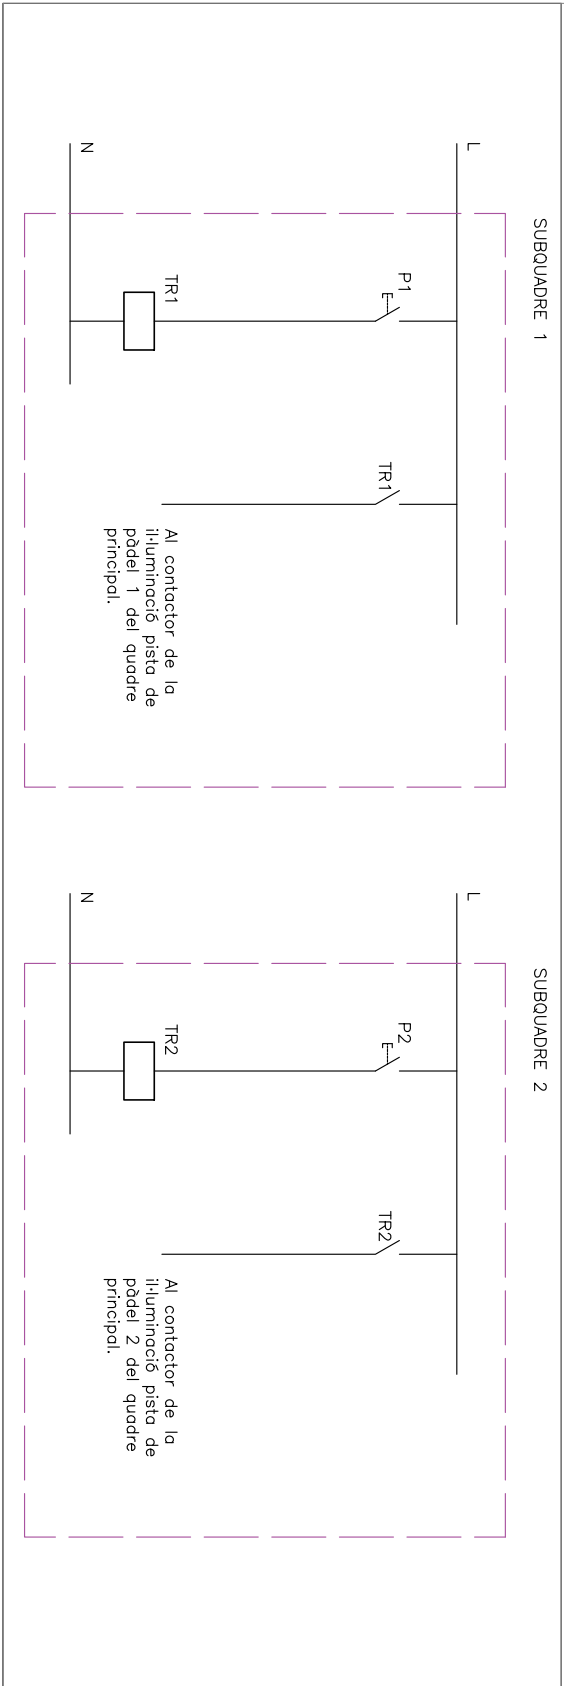 SUBQUADRE 1
L
P1
TR1
TR1
N
Al contactor de la
il·luminació pista de
pàdel 1 del quadre
principal.
SUBQUADRE 2
L
P2
TR2
TR2
N
Al contactor de la
il·luminació pista de
pàdel 2 del quadre
principal.